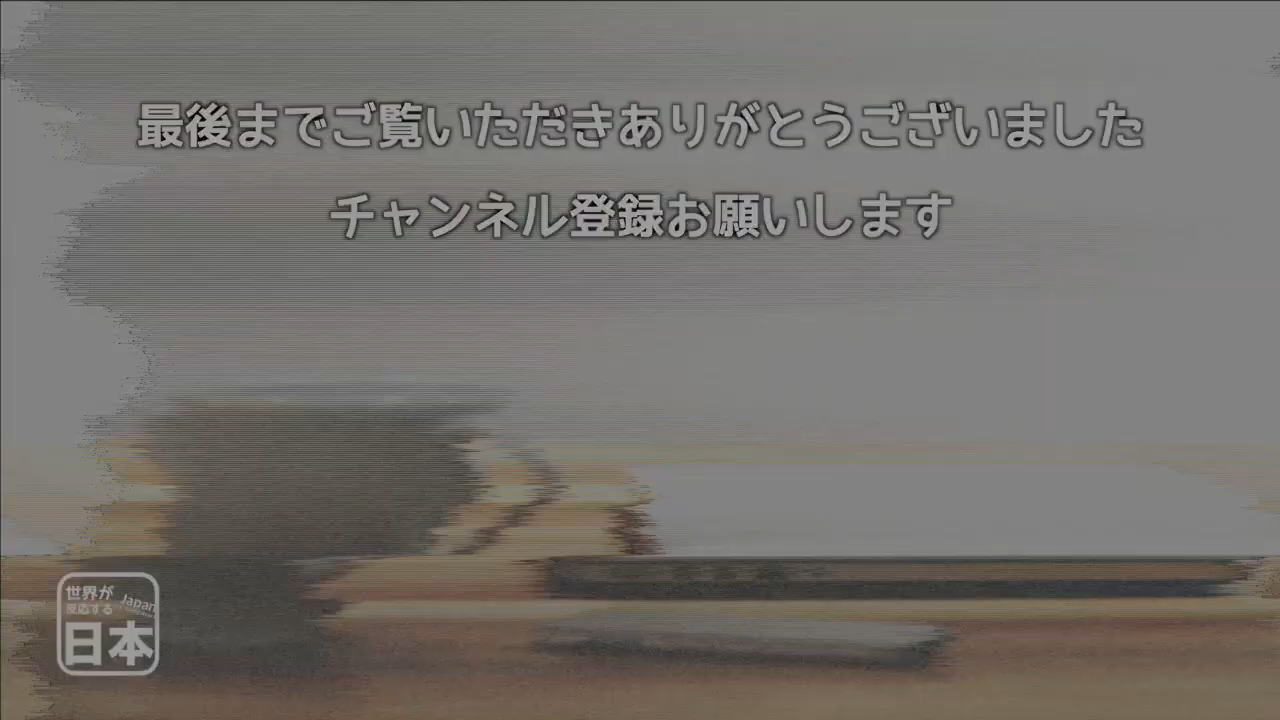 最後までご覧いただきありがとうございました
チャンネル登録お願いします
世界が
反応する
Japan
日本